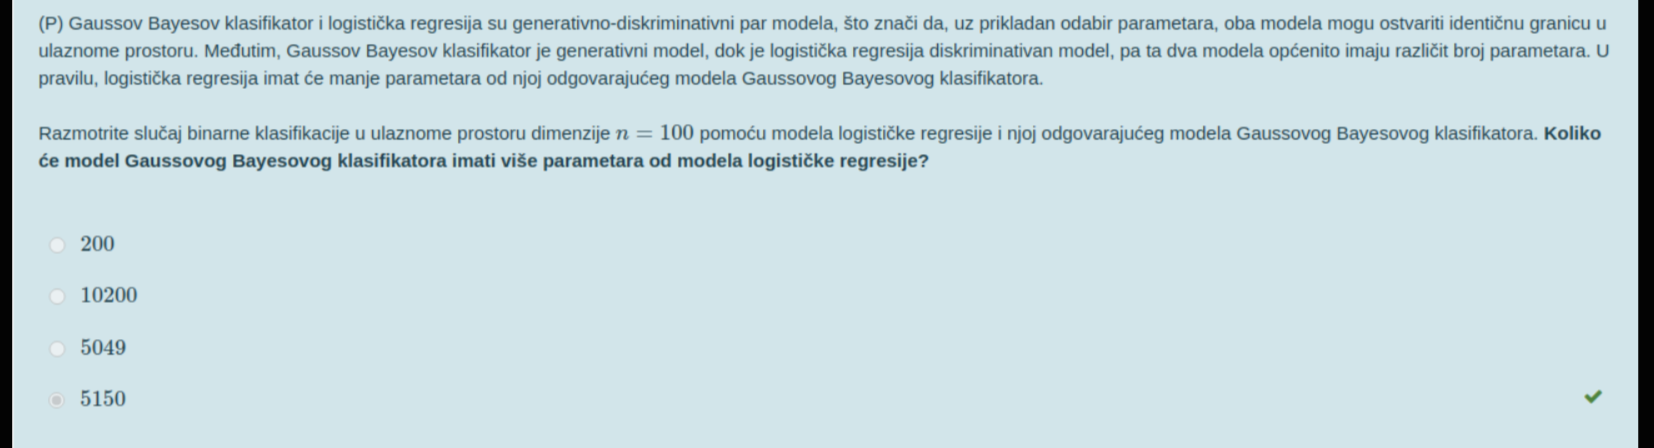 (P) Gaussov Bayesov klasifikator i logistička regresija su generativno-diskriminativni par modela, što znači da, uz prikladan odabir parametara, oba modela mogu ostvariti identičnu granicu u
ulaznome prostoru. Međutim, Gaussov Bayesov klasifikator je generativni model, dok je logistička regresija diskriminativan model, pa ta dva modela općenito imaju različit broj parametara. U
pravilu, logistička regresija imat će manje parametara od njoj odgovarajućeg modela Gaussovog Bayesovog klasifikatora.
Razmotrite slučaj binarne klasifikacije u ulaznome prostoru dimenzije n = 100 pomoću modela logističke regresije i njoj odgovarajućeg modela Gaussovog Bayesovog klasifikatora. Koliko
će model Gaussovog Bayesovog klasifikatora imati više parametara od modela logističke regresije?
200
10200
5049
5150